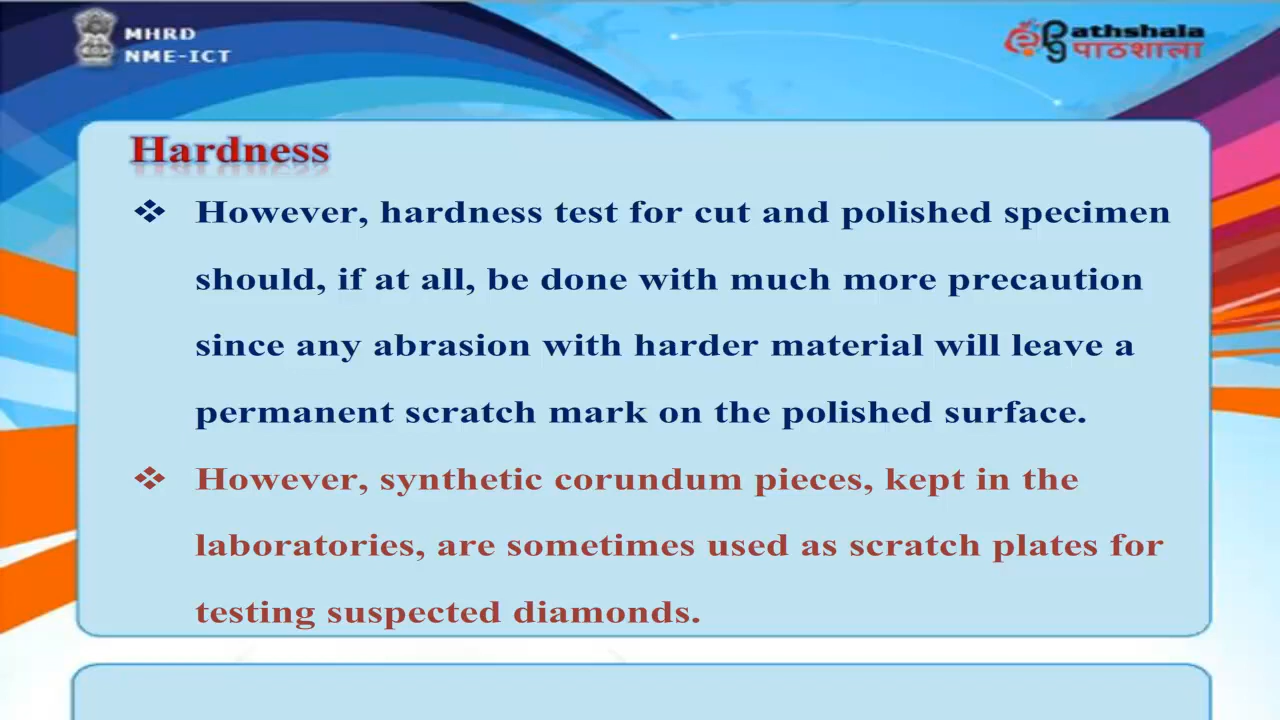 MHRD
NME-ICT
athshala
पाठशाला
Hardness
However, hardness test for cut and polished specimen
should, if at all, be done with much more precaution
since any abrasion with harder material will leave a
permanent scratch mark on the polished surface.
However, synthetic corundum pieces, kept in the
laboratories, are sometimes used as scratch plates for
testing suspected diamonds.